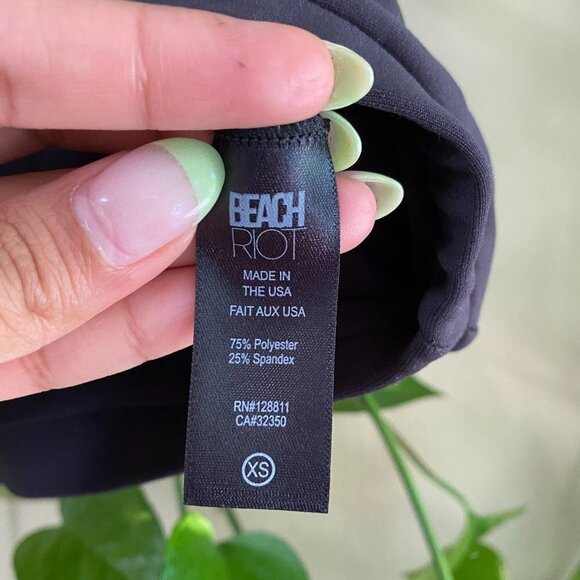 BEACH
RIOT
MADE IN
THE USA
FAIT AUX USA
75% Polyester
25% Spandex
RN#128811
CA#32350
XS